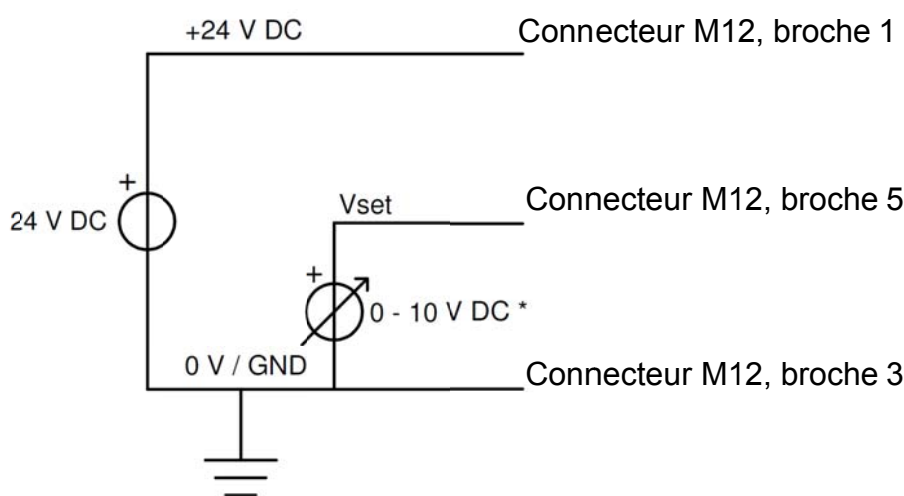 +24 V DC
Connecteur M12, broche 1
+
24 V DC
Vset
Connecteur M12, broche 5
+
0 - 10 V DC *
0 V / GND
Connecteur M12, broche 3